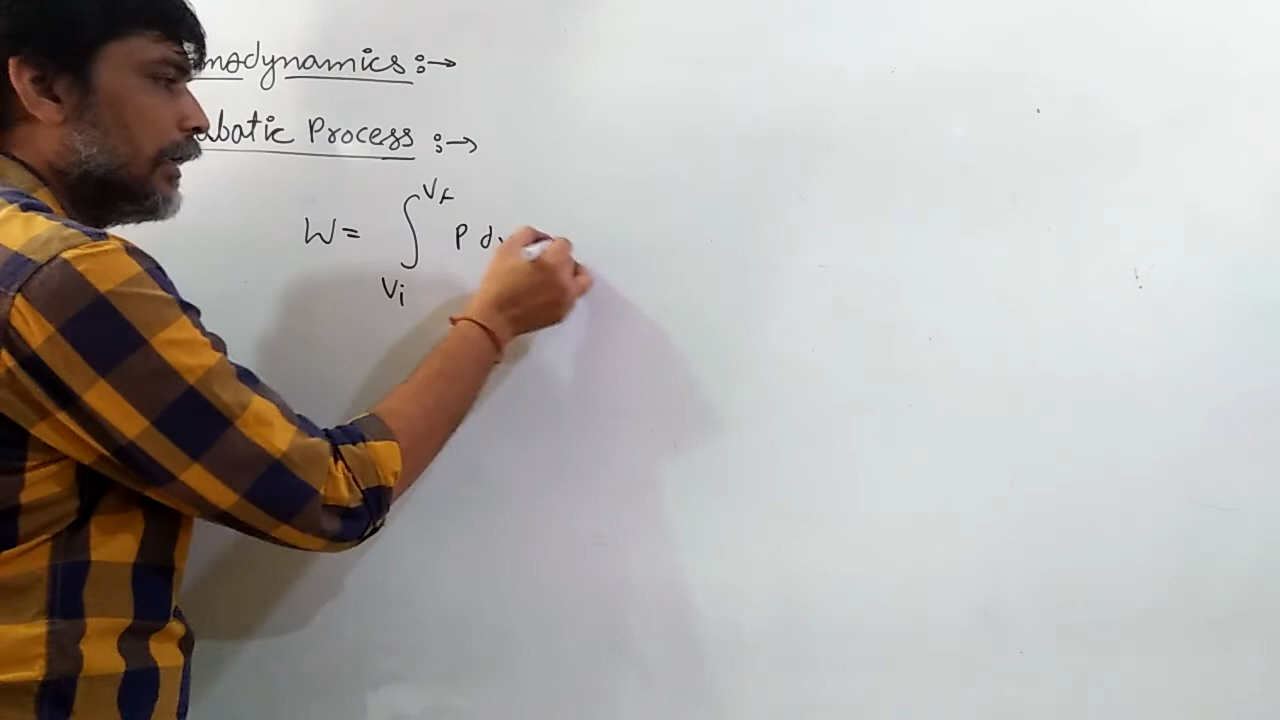 modynamics :→
abatic Process :→
W = ∫ P d
Vf
Vi